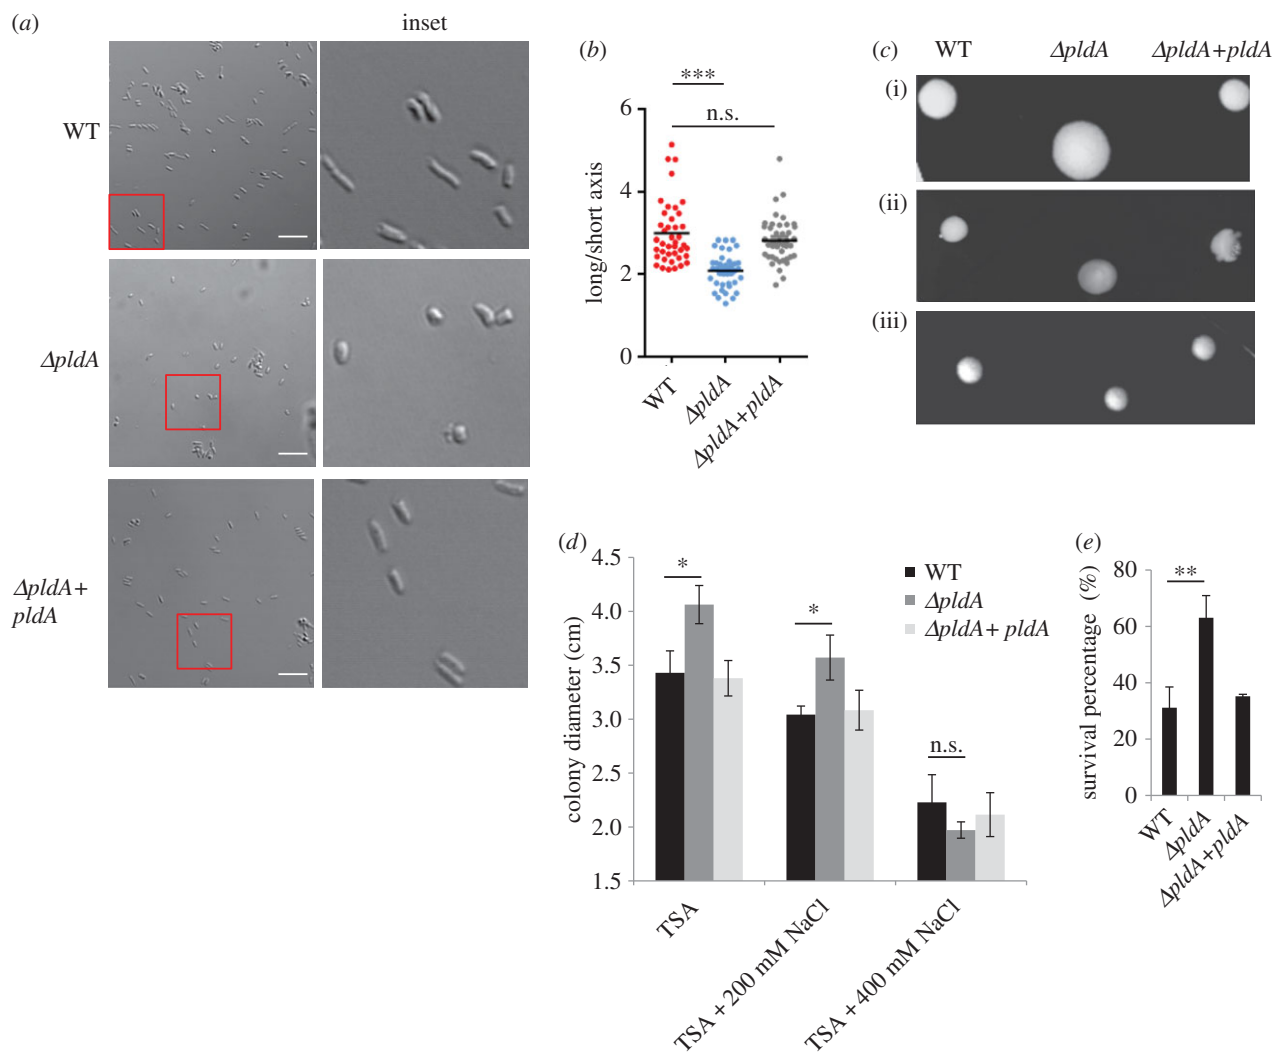 (a)
inset
WT
ΔpldA
ΔpldA+
pldA
(b)
***
n.s.
6
4
2
0
long/short axis
WT
ΔpldA
ΔpldA+pldA
(c)
WT
ΔpldA
ΔpldA+pldA
(i)
(ii)
(iii)
(d)
4.5
4.0
3.5
3.0
2.5
2.0
1.5
colony diameter (cm)
*
*
n.s.
WT
ΔpldA
ΔpldA+ pldA
TSA
TSA + 200 mM NaCl
TSA + 400 mM NaCl
(e)
80
60
40
20
0
survival percentage (%)
**
WT
ΔpldA
ΔpldA+pldA